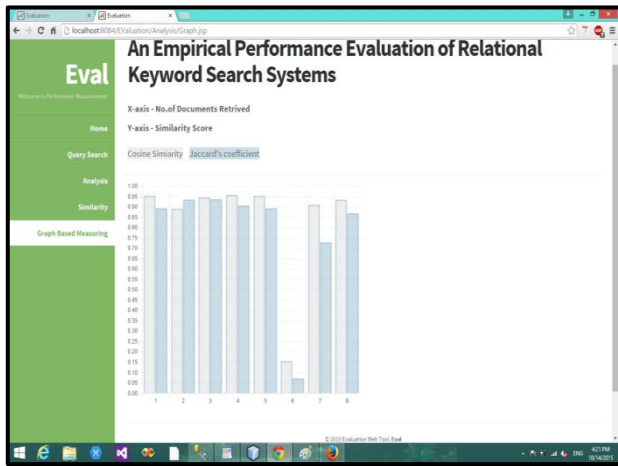 Evaluation
Evaluation
localhost:8084/EValuation/Analysis/Graph.jsp
Eval
Welcome to Performance Measurement!
Home
Query Search
Analysis
Similarity
Graph Based Measuring
An Empirical Performance Evaluation of Relational
Keyword Search Systems
X-axis - No.of Documents Retrived
Y-axis - Similarity Score
Cosine Simiarity Jaccard's coefficient
1.00
0.95
0.90
0.85
0.80
0.75
0.70
0.65
0.60
0.55
0.50
0.45
0.40
0.35
0.30
0.25
0.20
0.15
0.10
0.05
0.00
1 2 3 4 5 6 7 8
© 2015 Evaluation Web Tool. Eval
ENG
4:21 PM
10/14/2015